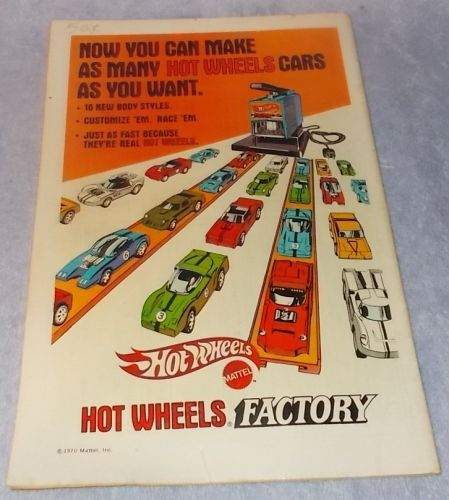 NOW YOU CAN MAKE
AS MANY HOT WHEELS CARS
AS YOU WANT.
• 10 NEW BODY STYLES.
• CUSTOMIZE 'EM. RACE 'EM.
• JUST AS FAST BECAUSE
THEY'RE REAL HOT WHEELS.
3
Hot Wheels
MATTEL
HOT WHEELS® FACTORY
© 1970 Mattel, Inc.